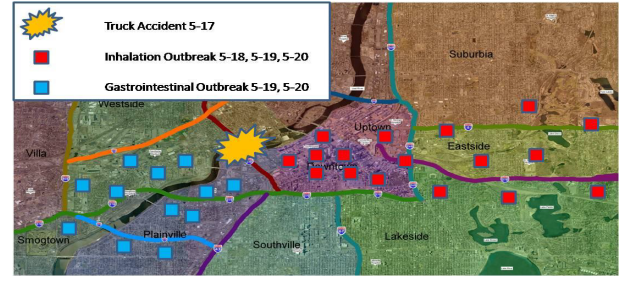 Truck Accident 5-17
Inhalation Outbreak 5-18, 5-19, 5-20
Gastrointestinal Outbreak 5-19, 5-20
Suburbia
Westside
Uptown
Villa
Eastside
Downtown
Smogtown
Plainville
Southville
Lakeside